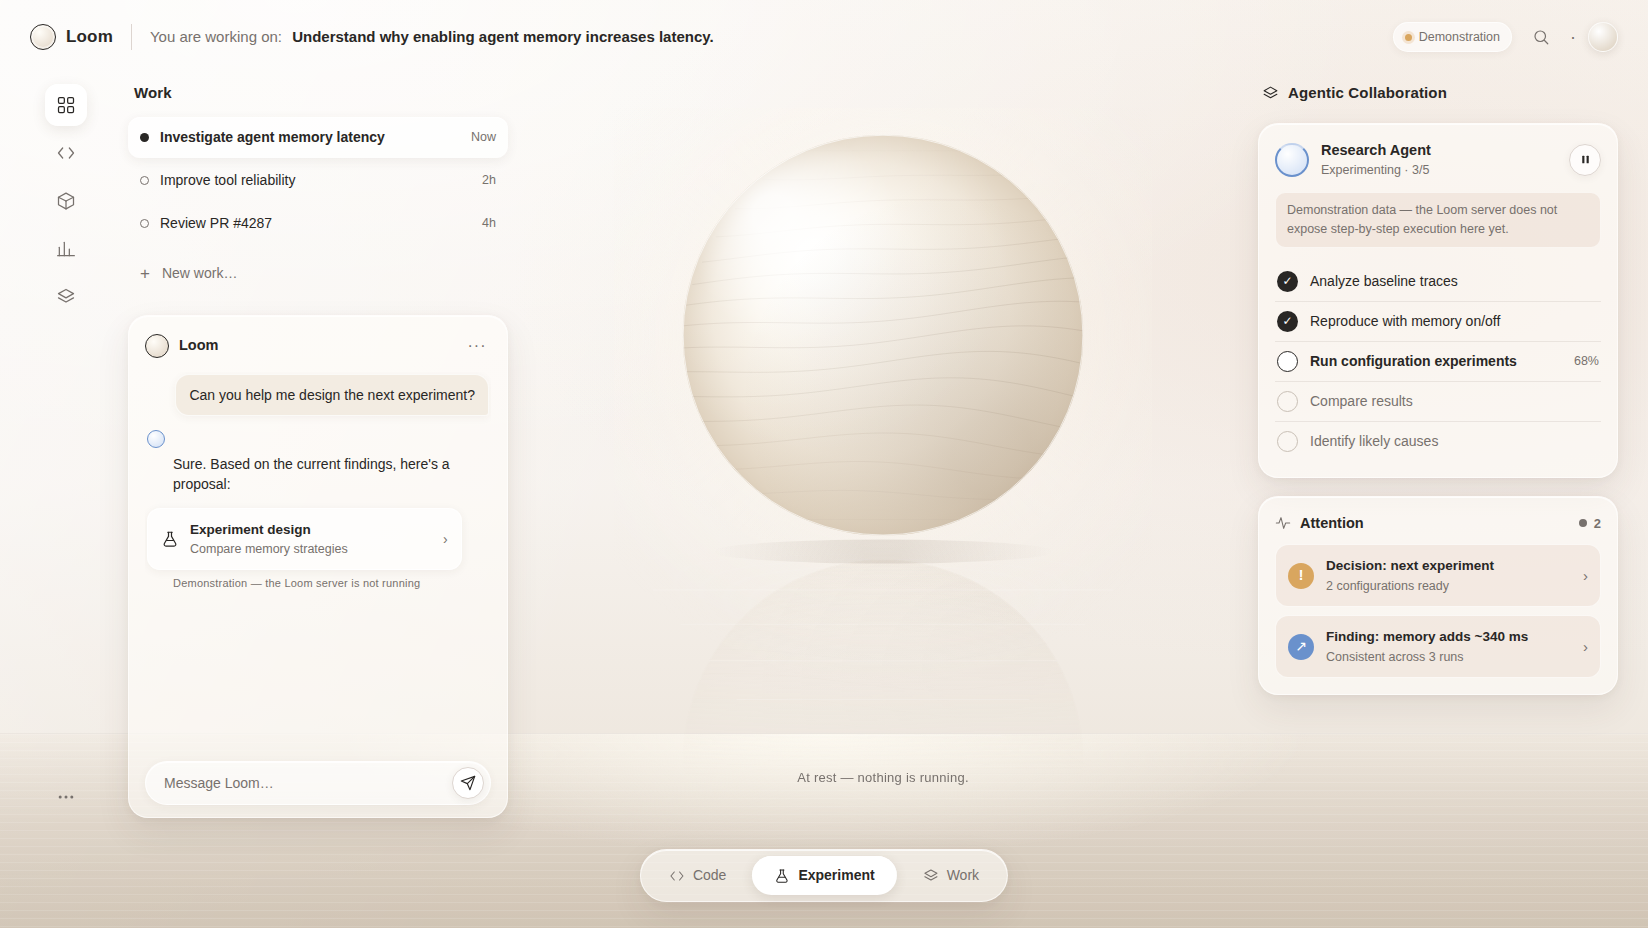 Loom
You are working on: Understand why enabling agent memory increases latency.
Demonstration
Work
Investigate agent memory latency Now
Improve tool reliability 2h
Review PR #4287 4h
+ New work…
Loom
Can you help me design the next experiment?
Sure. Based on the current findings, here's a
proposal:
Experiment design
Compare memory strategies
Demonstration — the Loom server is not running
Message Loom…
At rest — nothing is running.
Code
Experiment
Work
Agentic Collaboration
Research Agent
Experimenting · 3/5
Demonstration data — the Loom server does not
expose step-by-step execution here yet.
Analyze baseline traces
Reproduce with memory on/off
Run configuration experiments 68%
Compare results
Identify likely causes
Attention 2
Decision: next experiment
2 configurations ready
Finding: memory adds ~340 ms
Consistent across 3 runs